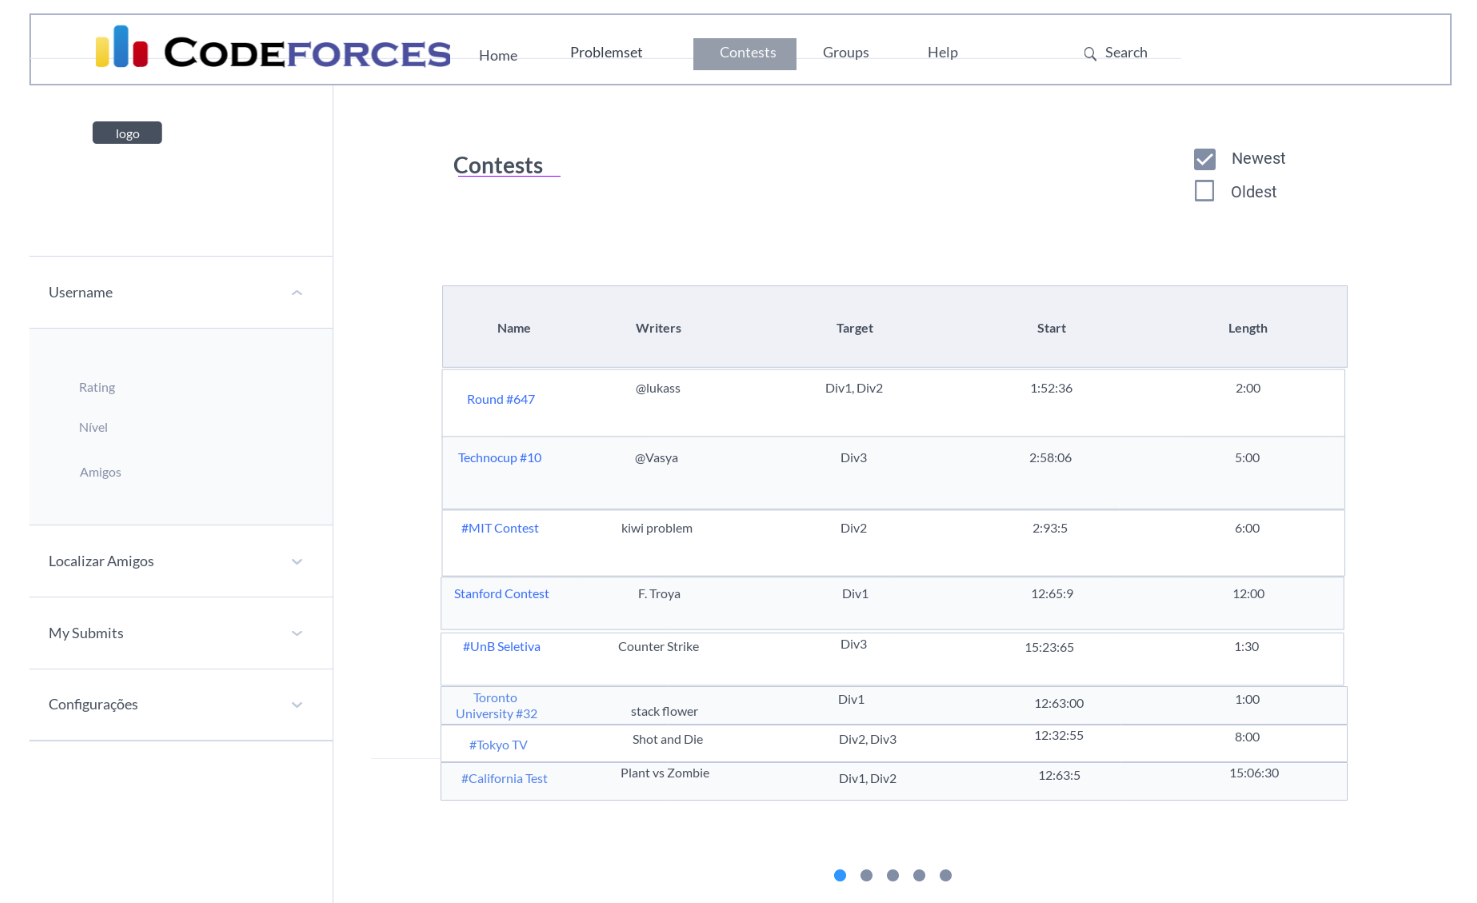 CODEFORCES
Home Problemset Contests Groups Help Search
logo
Contests
Newest
Oldest
Username
Rating
Nível
Amigos
Localizar Amigos
My Submits
Configurações
Name Writers Target Start Length
Round #647 @lukass Div1, Div2 1:52:36 2:00
Technocup #10 @Vasya Div3 2:58:06 5:00
#MIT Contest kiwi problem Div2 2:93:5 6:00
Stanford Contest F. Troya Div1 12:65:9 12:00
#UnB Seletiva Counter Strike Div3 15:23:65 1:30
Toronto
University #32 stack flower Div1 12:63:00 1:00
#Tokyo TV Shot and Die Div2, Div3 12:32:55 8:00
#California Test Plant vs Zombie Div1, Div2 12:63:5 15:06:30